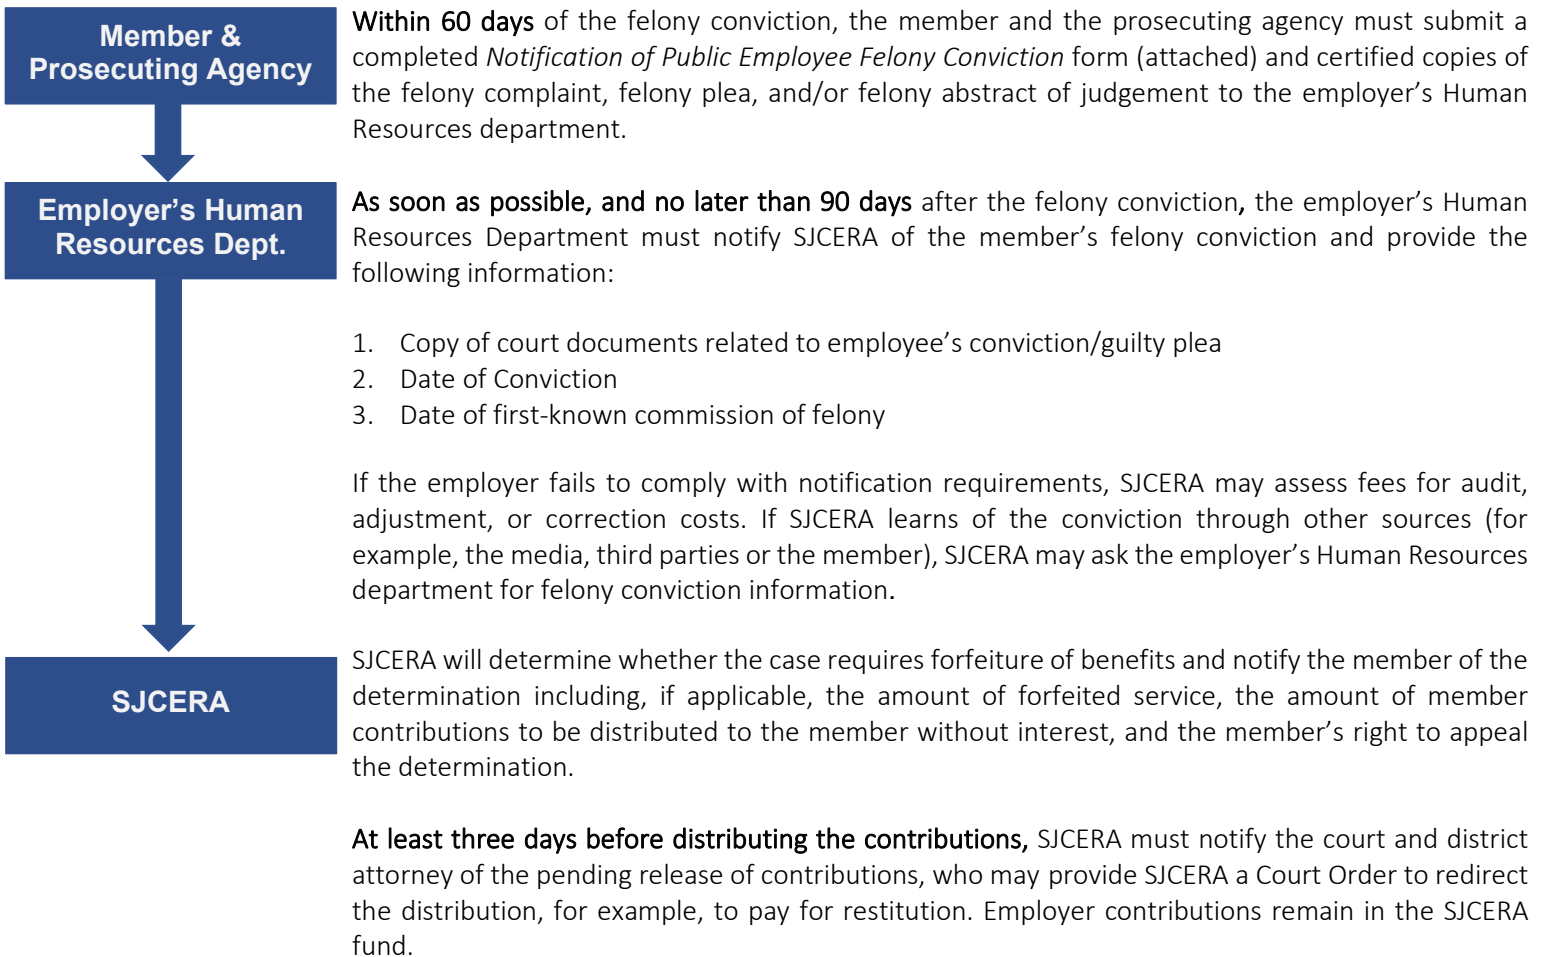 Member &
Prosecuting Agency
Within 60 days of the felony conviction, the member and the prosecuting agency must submit a
completed Notification of Public Employee Felony Conviction form (attached) and certified copies of
the felony complaint, felony plea, and/or felony abstract of judgement to the employer’s Human
Resources department.
Employer’s Human
Resources Dept.
As soon as possible, and no later than 90 days after the felony conviction, the employer’s Human
Resources Department must notify SJCERA of the member’s felony conviction and provide the
following information:
1. Copy of court documents related to employee’s conviction/guilty plea
2. Date of Conviction
3. Date of first-known commission of felony
If the employer fails to comply with notification requirements, SJCERA may assess fees for audit,
adjustment, or correction costs. If SJCERA learns of the conviction through other sources (for
example, the media, third parties or the member), SJCERA may ask the employer’s Human Resources
department for felony conviction information.
SJCERA
SJCERA will determine whether the case requires forfeiture of benefits and notify the member of the
determination including, if applicable, the amount of forfeited service, the amount of member
contributions to be distributed to the member without interest, and the member’s right to appeal
the determination.
At least three days before distributing the contributions, SJCERA must notify the court and district
attorney of the pending release of contributions, who may provide SJCERA a Court Order to redirect
the distribution, for example, to pay for restitution. Employer contributions remain in the SJCERA
fund.